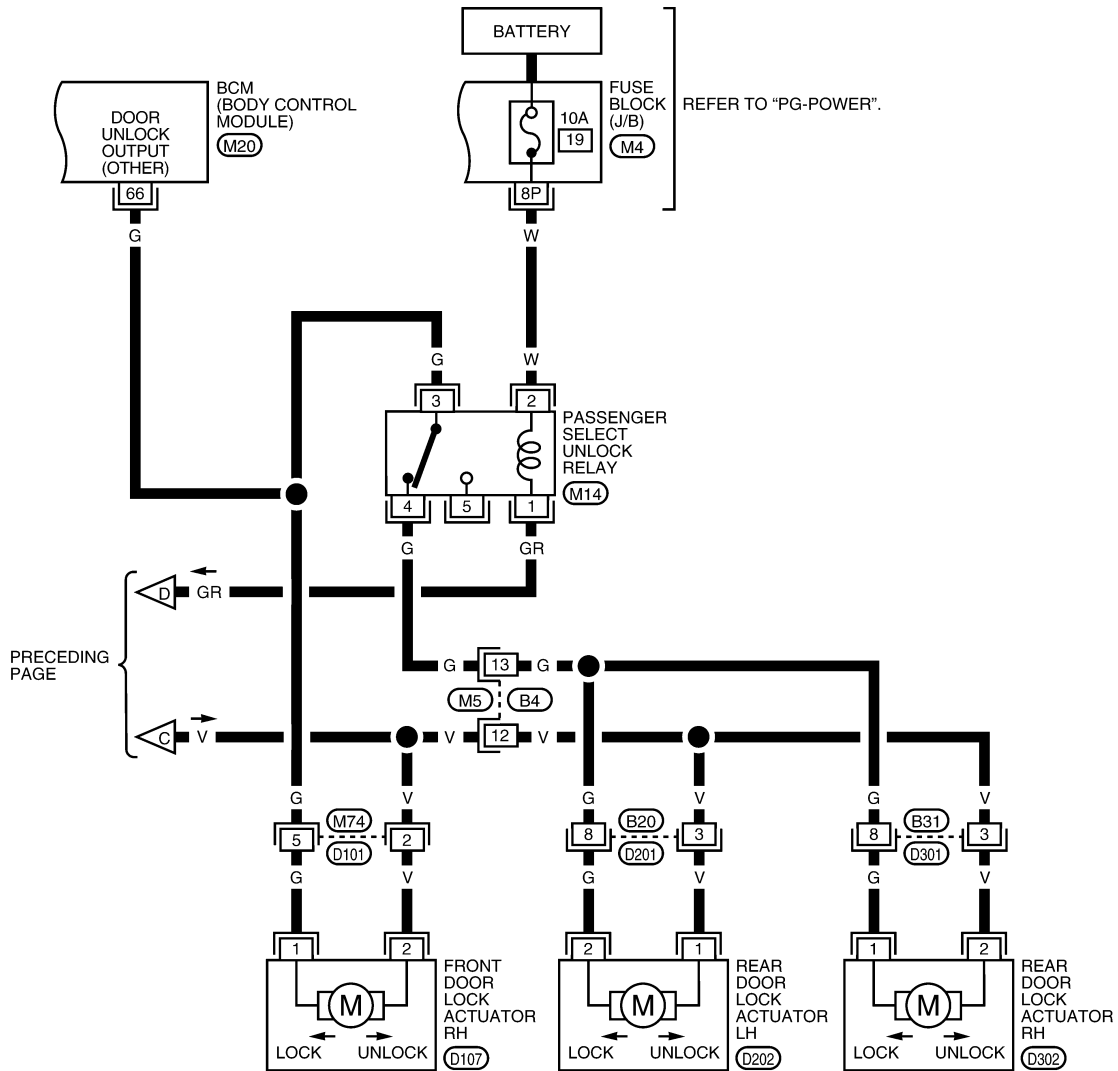 BATTERY
BCM
(BODY CONTROL
MODULE)
M20
DOOR
UNLOCK
OUTPUT
(OTHER)
66
G
FUSE
BLOCK
(J/B)
M4
REFER TO “PG-POWER”.
10A
19
8P
W
G
W
3
2
PASSENGER
SELECT
UNLOCK
RELAY
M14
4
5
1
G
GR
D
GR
PRECEDING
PAGE
G
13
G
M5
B4
C
V
V
12
V
G
V
G
V
G
V
5
M74
2
D101
8
B20
3
D201
8
B31
3
D301
G
V
G
V
G
V
1
2
2
1
1
2
M
LOCK
UNLOCK
FRONT
DOOR
LOCK
ACTUATOR
RH
D107
M
LOCK
UNLOCK
REAR
DOOR
LOCK
ACTUATOR
LH
D202
M
LOCK
UNLOCK
REAR
DOOR
LOCK
ACTUATOR
RH
D302